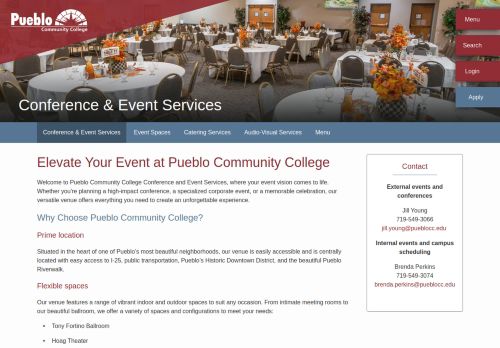 Pueblo
Community College
Menu
Search
Login
Apply
Conference & Event Services
Conference & Event Services
Event Spaces
Catering Services
Audio-Visual Services
Menu
Elevate Your Event at Pueblo Community College
Welcome to Pueblo Community College Conference and Event Services, where your event vision comes to life.
Whether you're planning a high-impact conference, a specialized corporate event, or a memorable celebration, our
versatile venue offers everything you need to create an unforgettable experience.
Why Choose Pueblo Community College?
Prime location
Situated in the heart of one of Pueblo's most beautiful neighborhoods, our venue is easily accessible and is centrally
located with easy access to I-25, public transportation, Pueblo's Historic Downtown District, and the beautiful Pueblo
Riverwalk.
Flexible spaces
Our venue features a range of vibrant indoor and outdoor spaces to suit any occasion. From intimate meeting rooms to
our beautiful ballroom, we offer a variety of spaces and configurations to meet your needs:
Tony Fortino Ballroom
Hoag Theater
Contact
External events and
conferences
Jill Young
719-549-3066
jill.young@pueblocc.edu
Internal events and campus
scheduling
Brenda Perkins
719-549-3074
brenda.perkins@pueblocc.edu